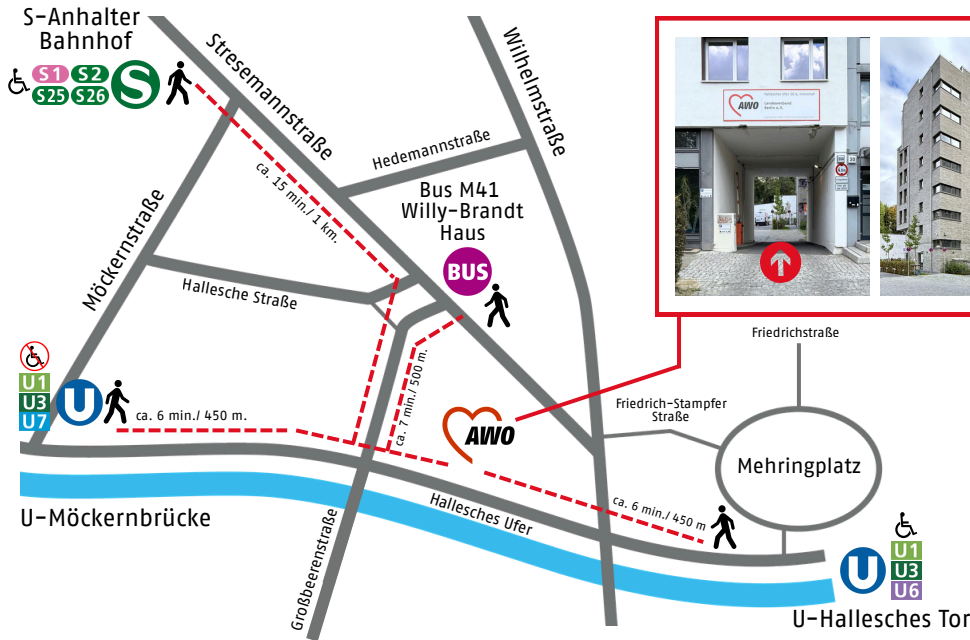 S-Anhalter
Bahnhof
S1 S2
S25 S26
S
Stresemannstraße
Wilhelmstraße
Hedemannstraße
ca. 15 min./ 1 km.
Bus M41
Willy-Brandt
Haus
BUS
Möckernstraße
Hallesche Straße
AWO
Landesverband
Berlin e. V.
30
Friedrichstraße
U1
U3
U7
U
ca. 6 min./ 450 m.
ca. 7 min./ 500 m.
AWO
Friedrich-Stampfer
Straße
Mehringplatz
U-Möckernbrücke
Großbeerenstraße
Hallesches Ufer
ca. 6 min./ 450 m
U
U1
U3
U6
U-Hallesches Tor